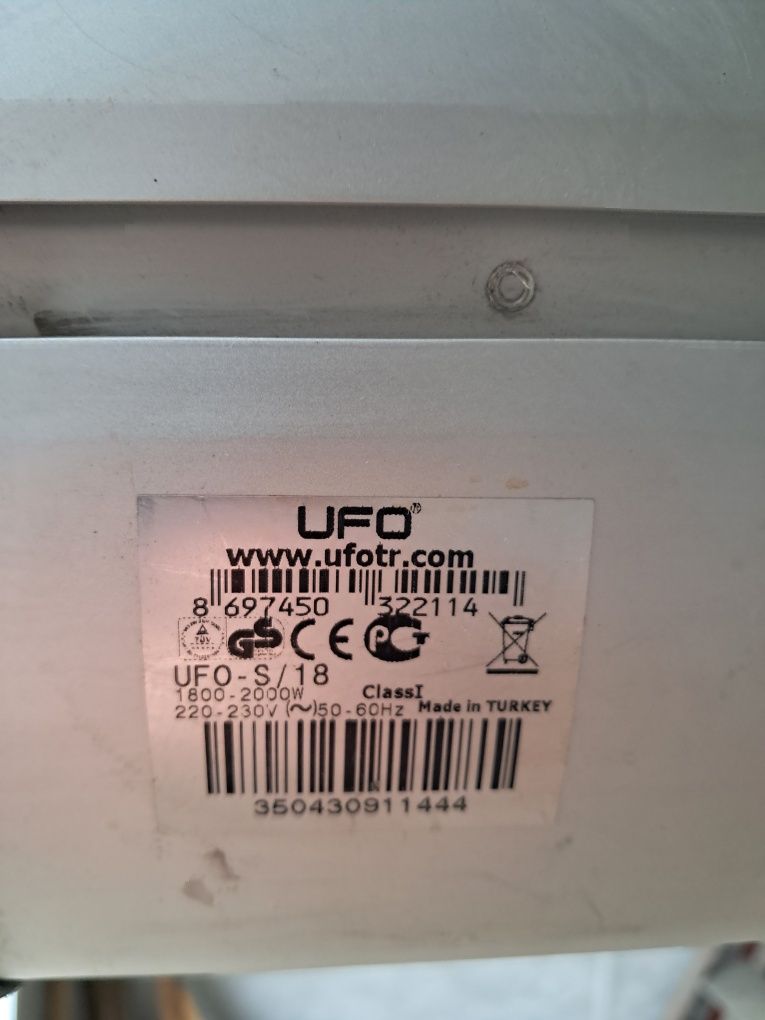 UFO®
www.ufotr.com
8 697450 322114
TÜV GS CE PCT
UFO-S/18
1800-2000W ClassI
220-230V (~)50-60Hz Made in TURKEY
350430911444